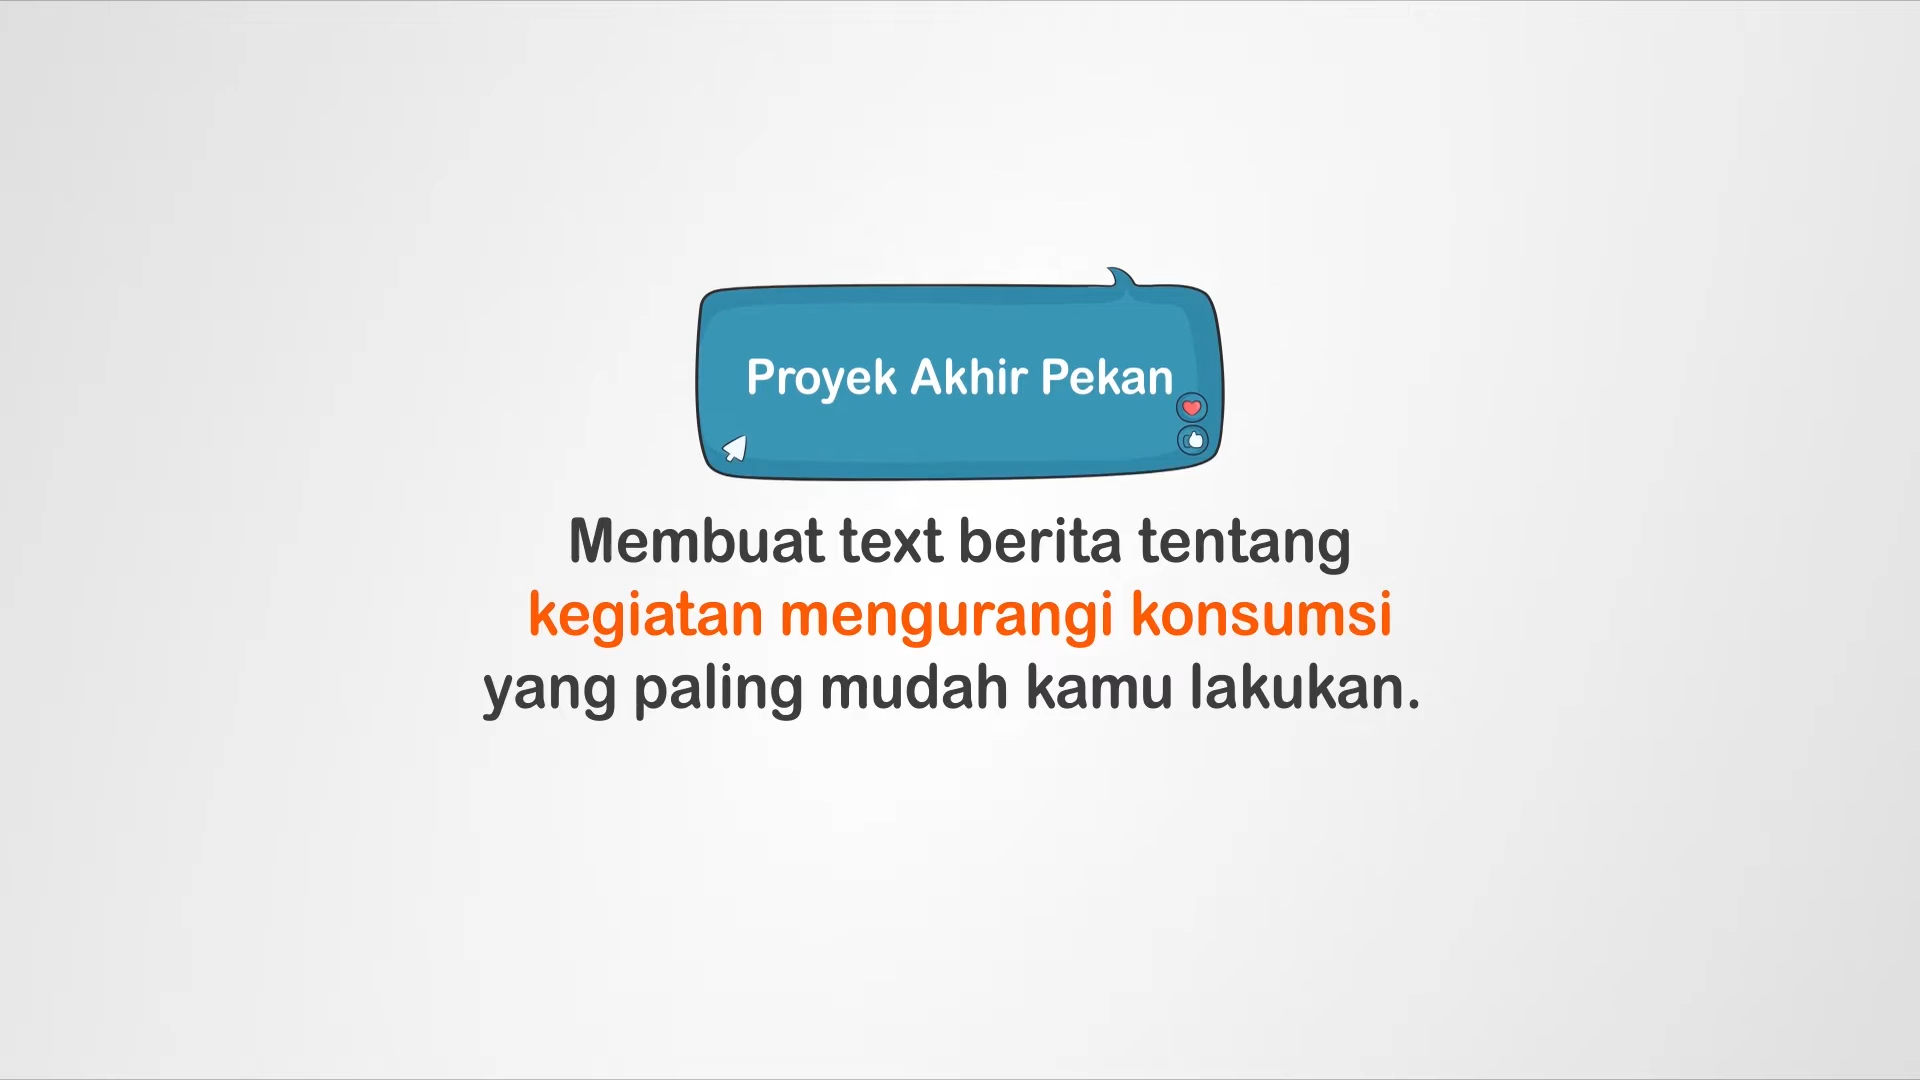 Proyek Akhir Pekan
Membuat text berita tentang
kegiatan mengurangi konsumsi
yang paling mudah kamu lakukan.